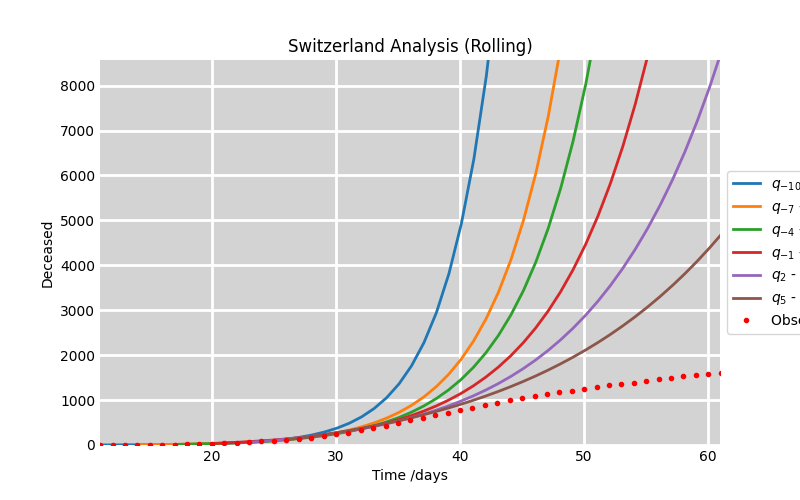 Switzerland Analysis (Rolling)
Deceased
8000
7000
6000
5000
4000
3000
2000
1000
0
20
30
40
50
60
Time /days
q₋₁₀
q₋₇
q₋₄
q₋₁
q₂ -
q₅ -